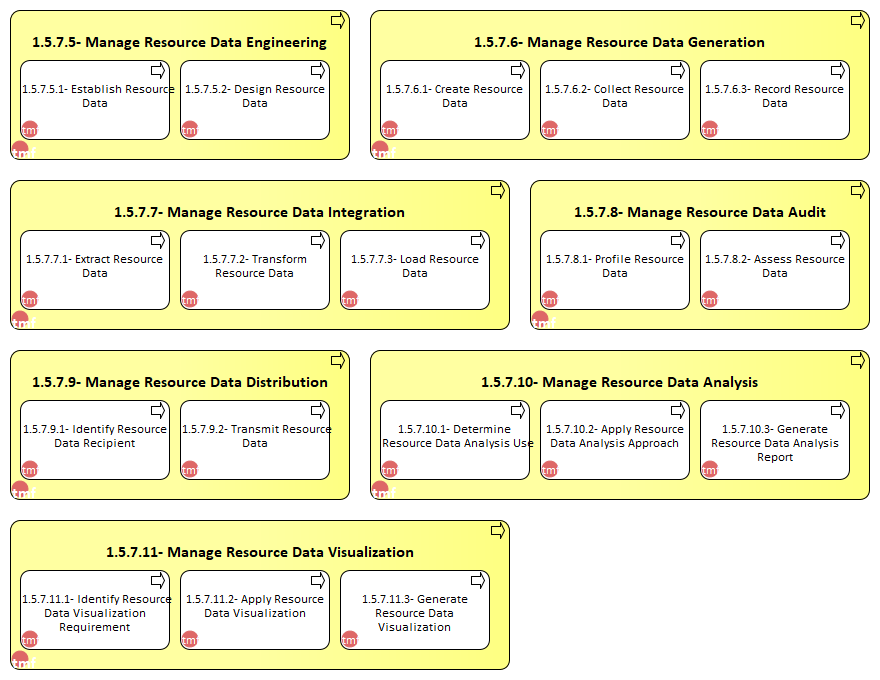 1.5.7.5- Manage Resource Data Engineering
1.5.7.5.1- Establish Resource
Data
tmf
1.5.7.5.2- Design Resource
Data
tmf
tmf
1.5.7.6- Manage Resource Data Generation
1.5.7.6.1- Create Resource
Data
tmf
1.5.7.6.2- Collect Resource
Data
tmf
1.5.7.6.3- Record Resource
Data
tmf
tmf
1.5.7.7- Manage Resource Data Integration
1.5.7.7.1- Extract Resource
Data
tmf
1.5.7.7.2- Transform
Resource Data
tmf
1.5.7.7.3- Load Resource
Data
tmf
tmf
1.5.7.8- Manage Resource Data Audit
1.5.7.8.1- Profile Resource
Data
tmf
1.5.7.8.2- Assess Resource
Data
tmf
tmf
1.5.7.9- Manage Resource Data Distribution
1.5.7.9.1- Identify Resource
Data Recipient
tmf
1.5.7.9.2- Transmit Resource
Data
tmf
tmf
1.5.7.10- Manage Resource Data Analysis
1.5.7.10.1- Determine
Resource Data Analysis Use
tmf
1.5.7.10.2- Apply Resource
Data Analysis Approach
tmf
1.5.7.10.3- Generate
Resource Data Analysis
Report
tmf
tmf
1.5.7.11- Manage Resource Data Visualization
1.5.7.11.1- Identify Resource
Data Visualization
Requirement
tmf
1.5.7.11.2- Apply Resource
Data Visualization
tmf
1.5.7.11.3- Generate
Resource Data
Visualization
tmf
tmf